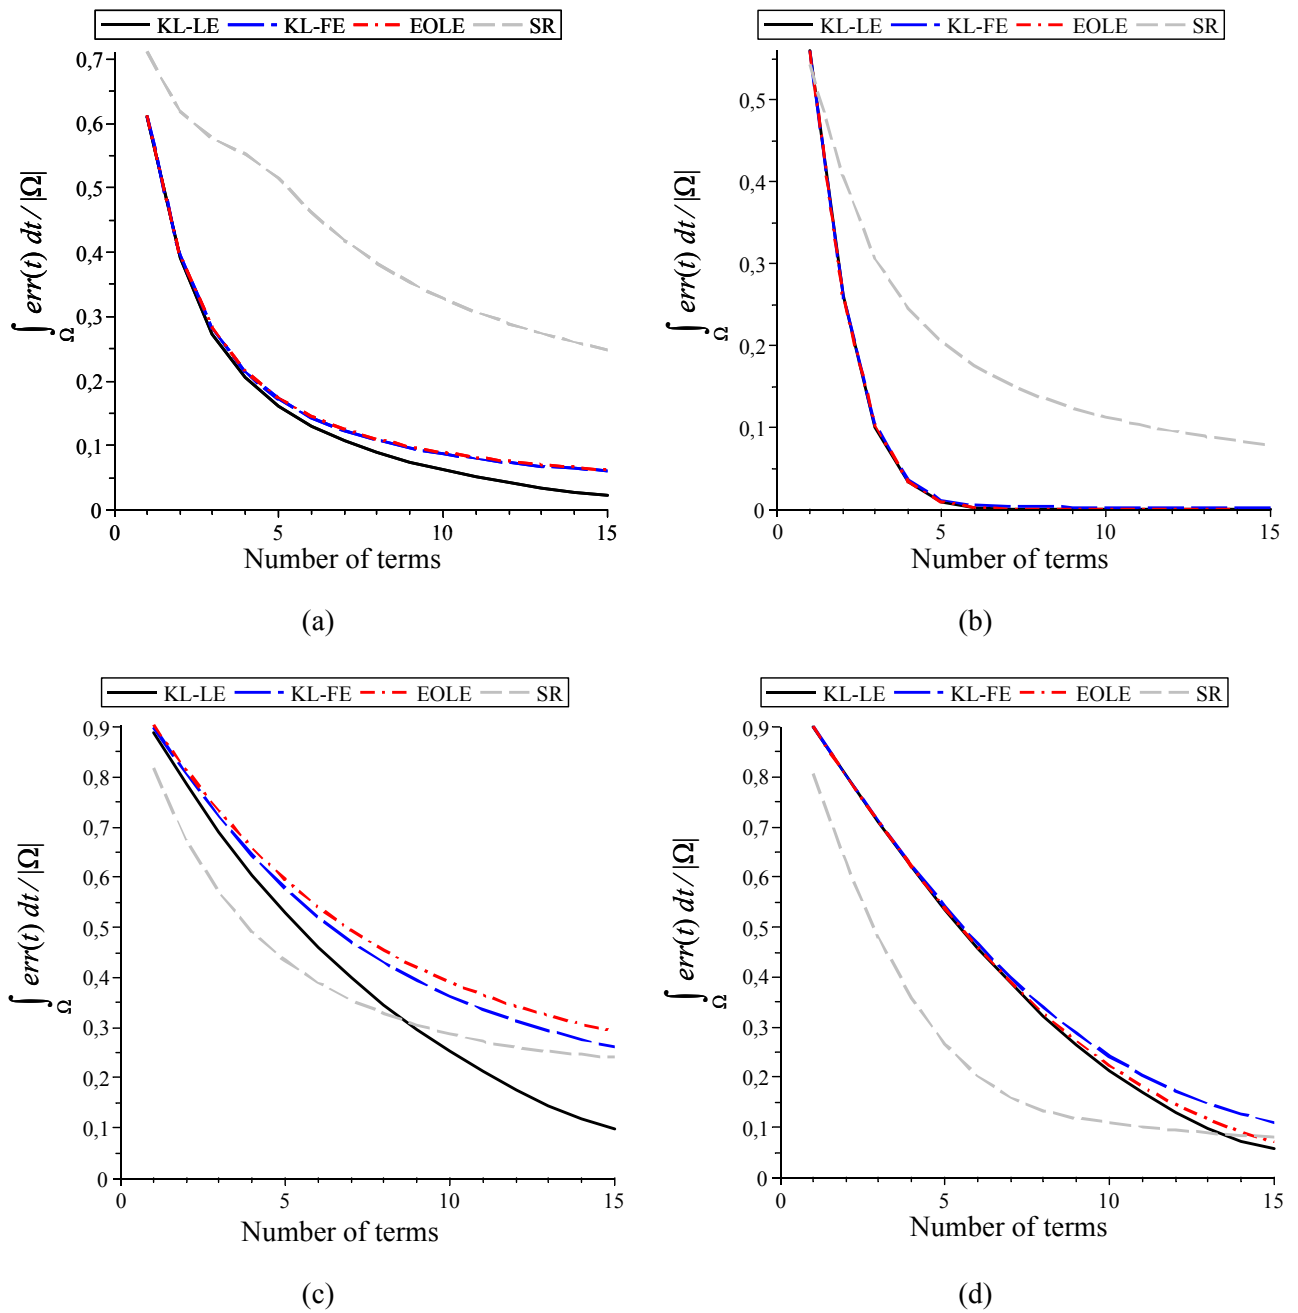 KL-LE KL-FE EOLE SR
0,7
0,6
0,5
0,4
0,3
0,2
0,1
0
∫Ω err(t) dt / |Ω|
0 5 10 15
Number of terms
(a)
KL-LE KL-FE EOLE SR
0,5
0,4
0,3
0,2
0,1
0
∫Ω err(t) dt / |Ω|
0 5 10 15
Number of terms
(b)
KL-LE KL-FE EOLE SR
0,9
0,8
0,7
0,6
0,5
0,4
0,3
0,2
0,1
0
∫Ω err(t) dt / |Ω|
0 5 10 15
Number of terms
(c)
KL-LE KL-FE EOLE SR
0,9
0,8
0,7
0,6
0,5
0,4
0,3
0,2
0,1
0
∫Ω err(t) dt / |Ω|
0 5 10 15
Number of terms
(d)